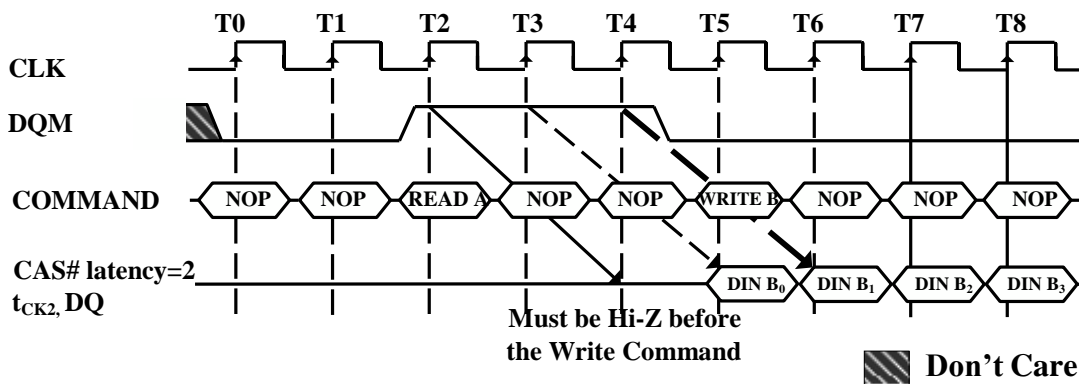 T0 T1 T2 T3 T4 T5 T6 T7 T8
CLK
DQM
COMMAND NOP NOP READ A NOP NOP WRITE B NOP NOP NOP
CAS# latency=2
tCK2, DQ DIN B0 DIN B1 DIN B2 DIN B3
Must be Hi-Z before
the Write Command
Don't Care